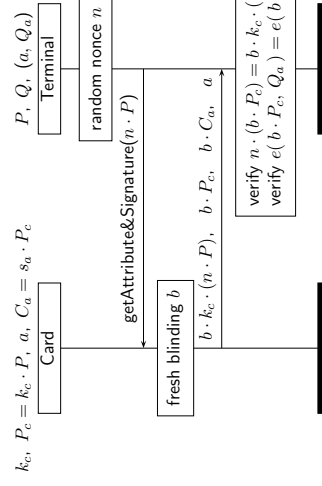 k_c, P_c = k_c · P, a, C_a = s_a · P_c
P, Q, (a, Q_a)
Card
Terminal
random nonce n
getAttribute&Signature(n · P)
fresh blinding b
b · k_c · (n · P), b · P_c, b · C_a, a
verify n · (b · P_c) = b · k_c · (
verify e( b · P_c, Q_a) = e( b